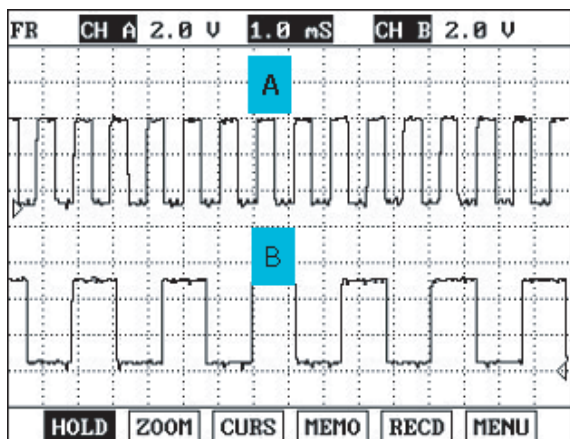 FR CH A 2.0 V 1.0 mS CH B 2.0 V
A
B
HOLD ZOOM CURS MEMO RECD MENU